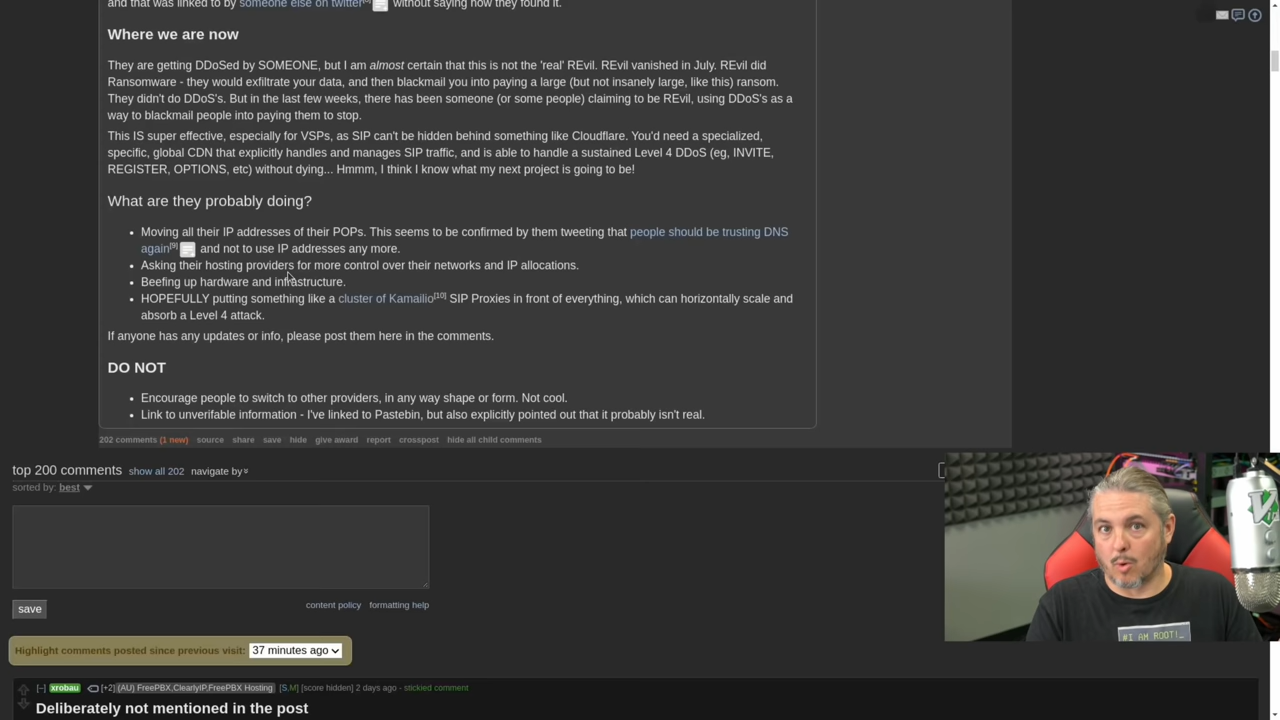 and that was linked to by someone else on twitter[8] without saying how they found it.
Where we are now
They are getting DDoSed by SOMEONE, but I am almost certain that this is not the 'real' REvil. REvil vanished in July. REvil did
Ransomware - they would exfiltrate your data, and then blackmail you into paying a large (but not insanely large, like this) ransom.
They didn't do DDoS's. But in the last few weeks, there has been someone (or some people) claiming to be REvil, using DDoS's as a
way to blackmail people into paying them to stop.
This IS super effective, especially for VSPs, as SIP can't be hidden behind something like Cloudflare. You'd need a specialized,
specific, global CDN that explicitly handles and manages SIP traffic, and is able to handle a sustained Level 4 DDoS (eg, INVITE,
REGISTER, OPTIONS, etc) without dying... Hmmm, I think I know what my next project is going to be!
What are they probably doing?
• Moving all their IP addresses of their POPs. This seems to be confirmed by them tweeting that people should be trusting DNS
again[9] and not to use IP addresses any more.
• Asking their hosting providers for more control over their networks and IP allocations.
• Beefing up hardware and infrastructure.
• HOPEFULLY putting something like a cluster of Kamailio[10] SIP Proxies in front of everything, which can horizontally scale and
absorb a Level 4 attack.
If anyone has any updates or info, please post them here in the comments.
DO NOT
• Encourage people to switch to other providers, in any way shape or form. Not cool.
• Link to unverifiable information - I've linked to Pastebin, but also explicitly pointed out that it probably isn't real.
202 comments (1 new) source share save hide give award report crosspost hide all child comments
top 200 comments show all 202 navigate by
sorted by: best
save content policy formatting help
Highlight comments posted since previous visit: 37 minutes ago
[–] xrobau [+2] (AU) FreePBX.ClearlyIP.FreePBX Hosting [S,M] [score hidden] 2 days ago - stickied comment
Deliberately not mentioned in the post
#I AM ROOT!_